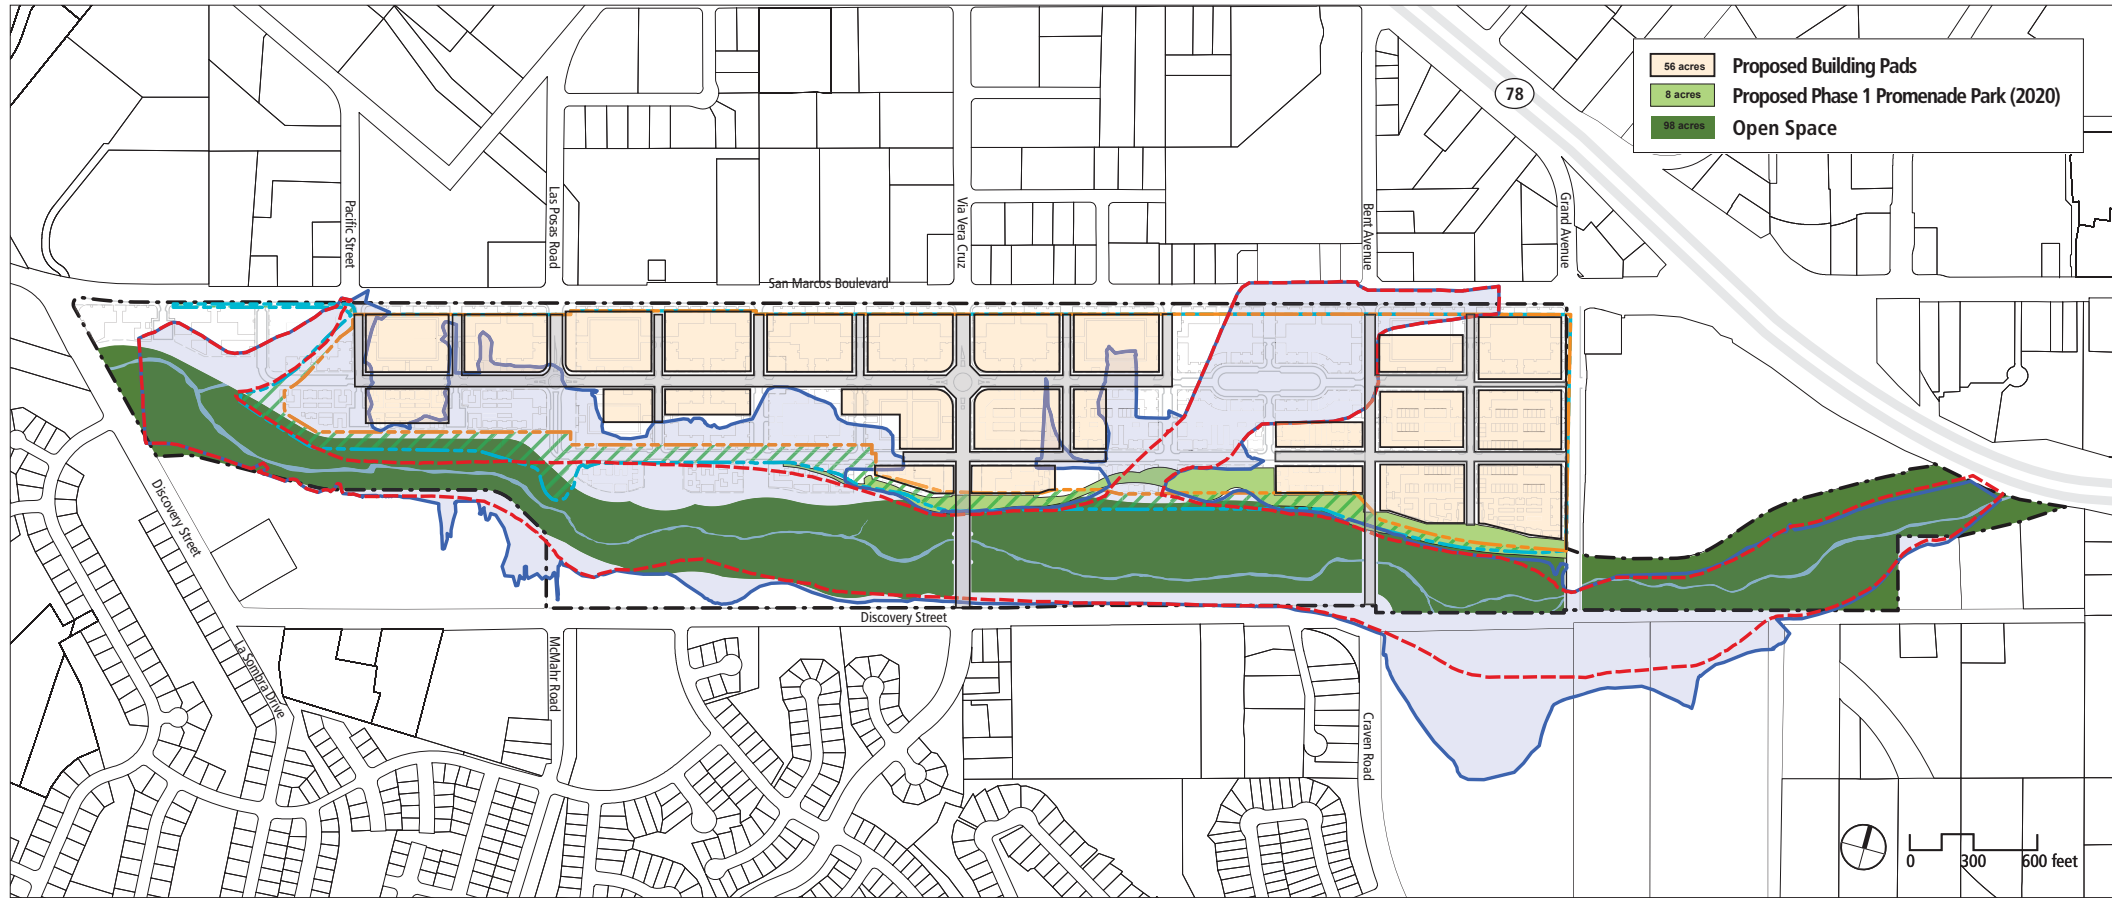 56 acres Proposed Building Pads
8 acres Proposed Phase 1 Promenade Park (2020)
98 acres Open Space
78
Pacific Street
Las Posas Road
Via Vera Cruz
Bent Avenue
Grand Avenue
San Marcos Boulevard
Discovery Street
Discovery Street
La Sombra Drive
McMahr Road
Craven Road
0 300 600 feet